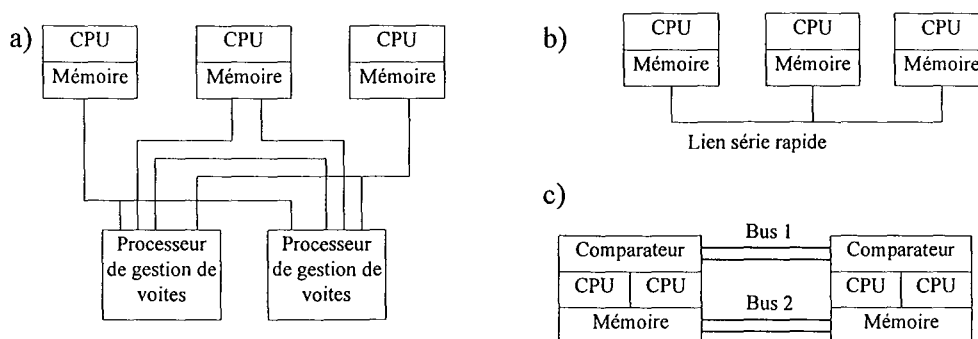 a)
CPU
Mémoire
CPU
Mémoire
CPU
Mémoire
Processeur
de gestion de
voites
Processeur
de gestion de
voites
b)
CPU
Mémoire
CPU
Mémoire
CPU
Mémoire
Lien série rapide
c)
Comparateur
CPU
CPU
Mémoire
Bus 1
Bus 2
Comparateur
CPU
CPU
Mémoire